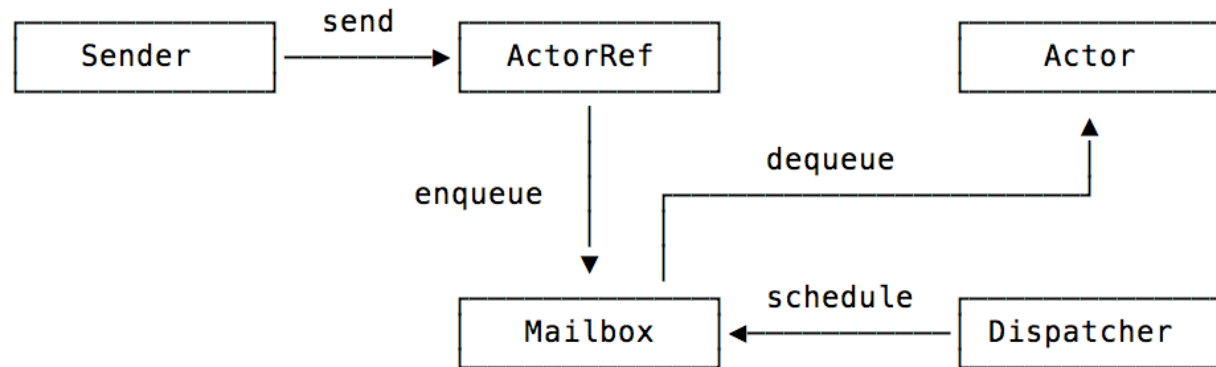 send
Sender
ActorRef
Actor
dequeue
enqueue
schedule
Mailbox
Dispatcher